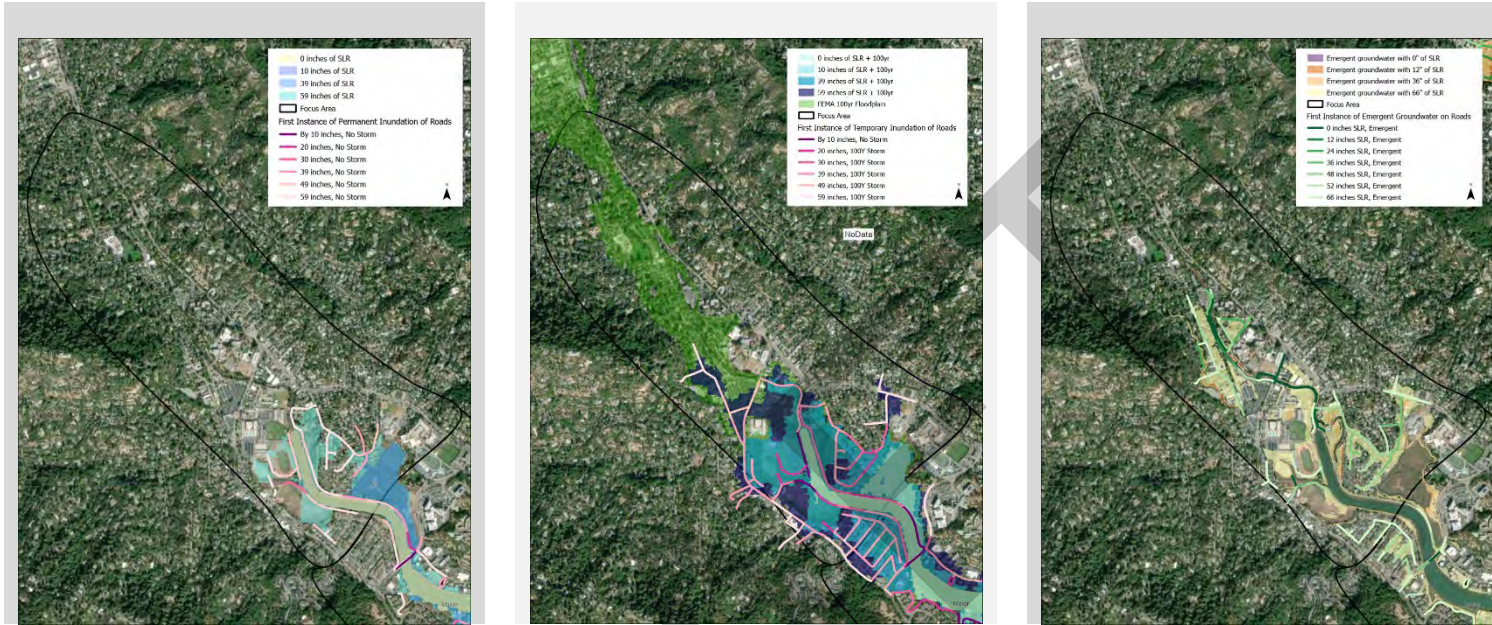 0 inches of SLR
10 inches of SLR
39 inches of SLR
59 inches of SLR
Focus Area
First Instance of Permanent Inundation of Roads
By 10 inches, No Storm
20 inches, No Storm
30 inches, No Storm
39 inches, No Storm
49 inches, No Storm
59 inches, No Storm
Maxar
0 inches of SLR + 100yr
10 inches of SLR + 100yr
39 inches of SLR + 100yr
59 inches of SLR + 100yr
FEMA 100yr Floodplain
Focus Area
First Instance of Temporary Inundation of Roads
By 10 inches, No Storm
20 inches, 100Y Storm
30 inches, 100Y Storm
39 inches, 100Y Storm
49 inches, 100Y Storm
59 inches, 100Y Storm
NoData
Maxar
Emergent groundwater with 0" of SLR
Emergent groundwater with 12" of SLR
Emergent groundwater with 36" of SLR
Emergent groundwater with 66" of SLR
Focus Area
First Instance of Emergent Groundwater on Roads
0 inches SLR, Emergent
12 inches SLR, Emergent
24 inches SLR, Emergent
36 inches SLR, Emergent
48 inches SLR, Emergent
52 inches SLR, Emergent
66 inches SLR, Emergent
Maxar